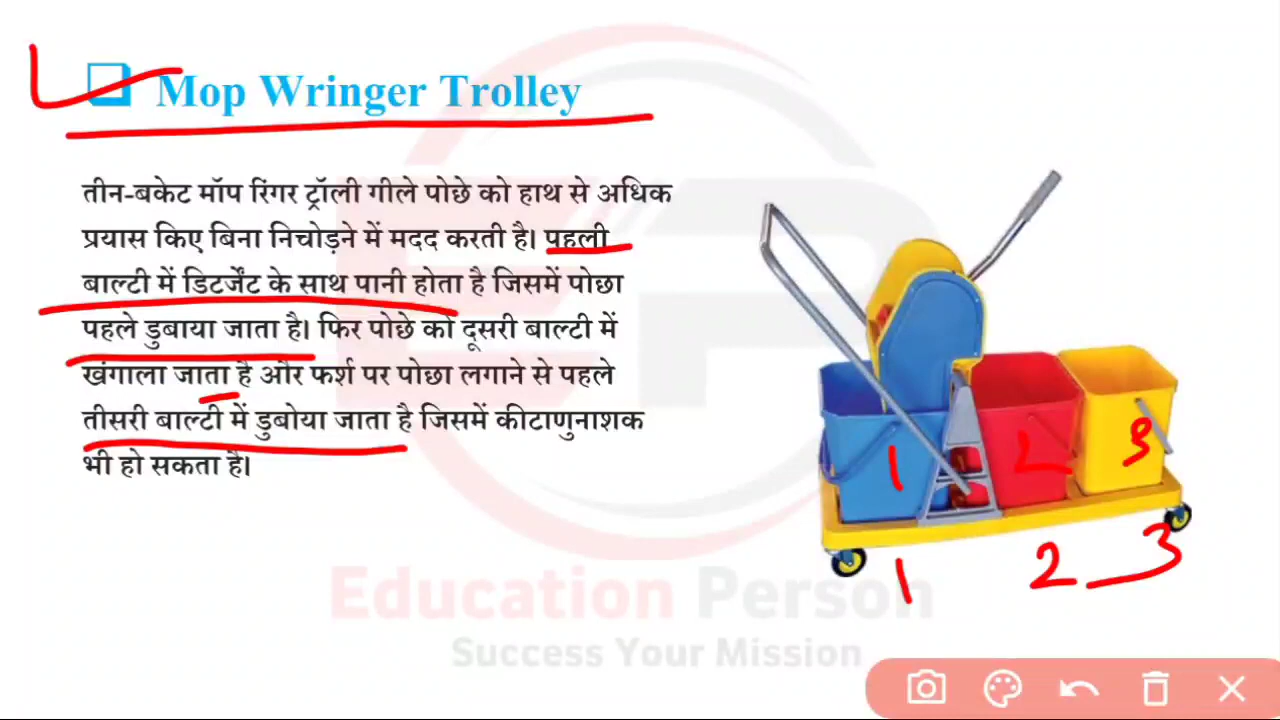 Mop Wringer Trolley
तीन-बकेट मॉप रिंगर ट्रॉली गीले पोछे को हाथ से अधिक
प्रयास किए बिना निचोड़ने में मदद करती है। पहली
बाल्टी में डिटर्जेंट के साथ पानी होता है जिसमें पोछा
पहले डुबाया जाता है। फिर पोछे को दूसरी बाल्टी में
खंगाला जाता है और फर्श पर पोछा लगाने से पहले
तीसरी बाल्टी में डुबोया जाता है जिसमें कीटाणुनाशक
भी हो सकता है।
1 2 3
1 2 3
EP
Education Person
Success Your Mission